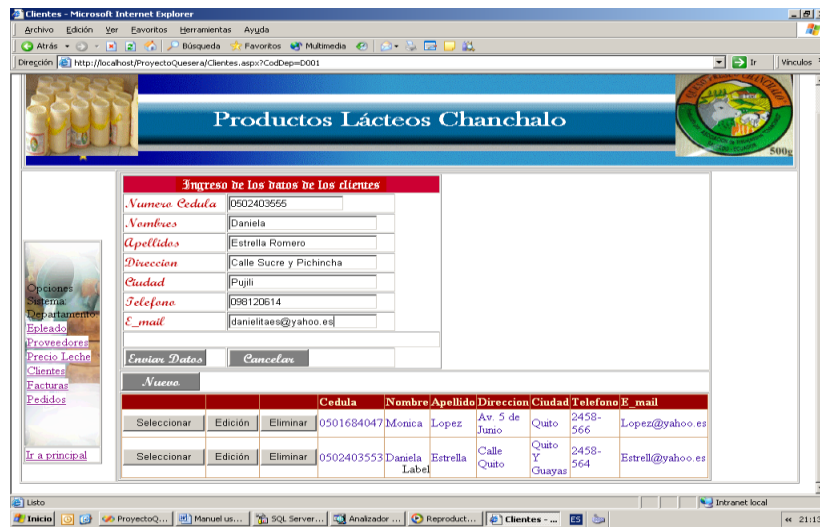 Clientes - Microsoft Internet Explorer
Archivo Edición Ver Favoritos Herramientas Ayuda
Atrás Búsqueda Favoritos Multimedia
Dirección http://localhost/ProyectoQuesera/Clientes.aspx?CodDep=D001 Ir Vínculos
Productos Lácteos Chanchalo
500g
Ingreso de Los datos de Los clientes
Numero Cedula 0502403555
Nombres Daniela
Apellidos Estrella Romero
Direccion Calle Sucre y Pichincha
Ciudad Pujili
Telefono 098120614
E_mail danielitaes@yahoo.es
Enviar Datos Cancelar
Nuevo
Opciones
Sistema:
Departamento
Epleado
Proveedores
Precio Leche
Clientes
Facturas
Pedidos
Ir a principal
Cedula Nombre Apellido Direccion Ciudad Telefono E_mail
Seleccionar Edición Eliminar 0501684047 Monica Lopez Av. 5 de Junio Quito 2458-566 Lopez@yahoo.es
Seleccionar Edición Eliminar 0502403553 Daniela Estrella Calle Quito Quito Y Guayas 2458-564 Estrell@yahoo.es
Label
Listo Intranet local
Inicio ProyectoQ... Manuel us... SQL Server... Analizador ... Reproduct... Clientes - ... ES 21:13